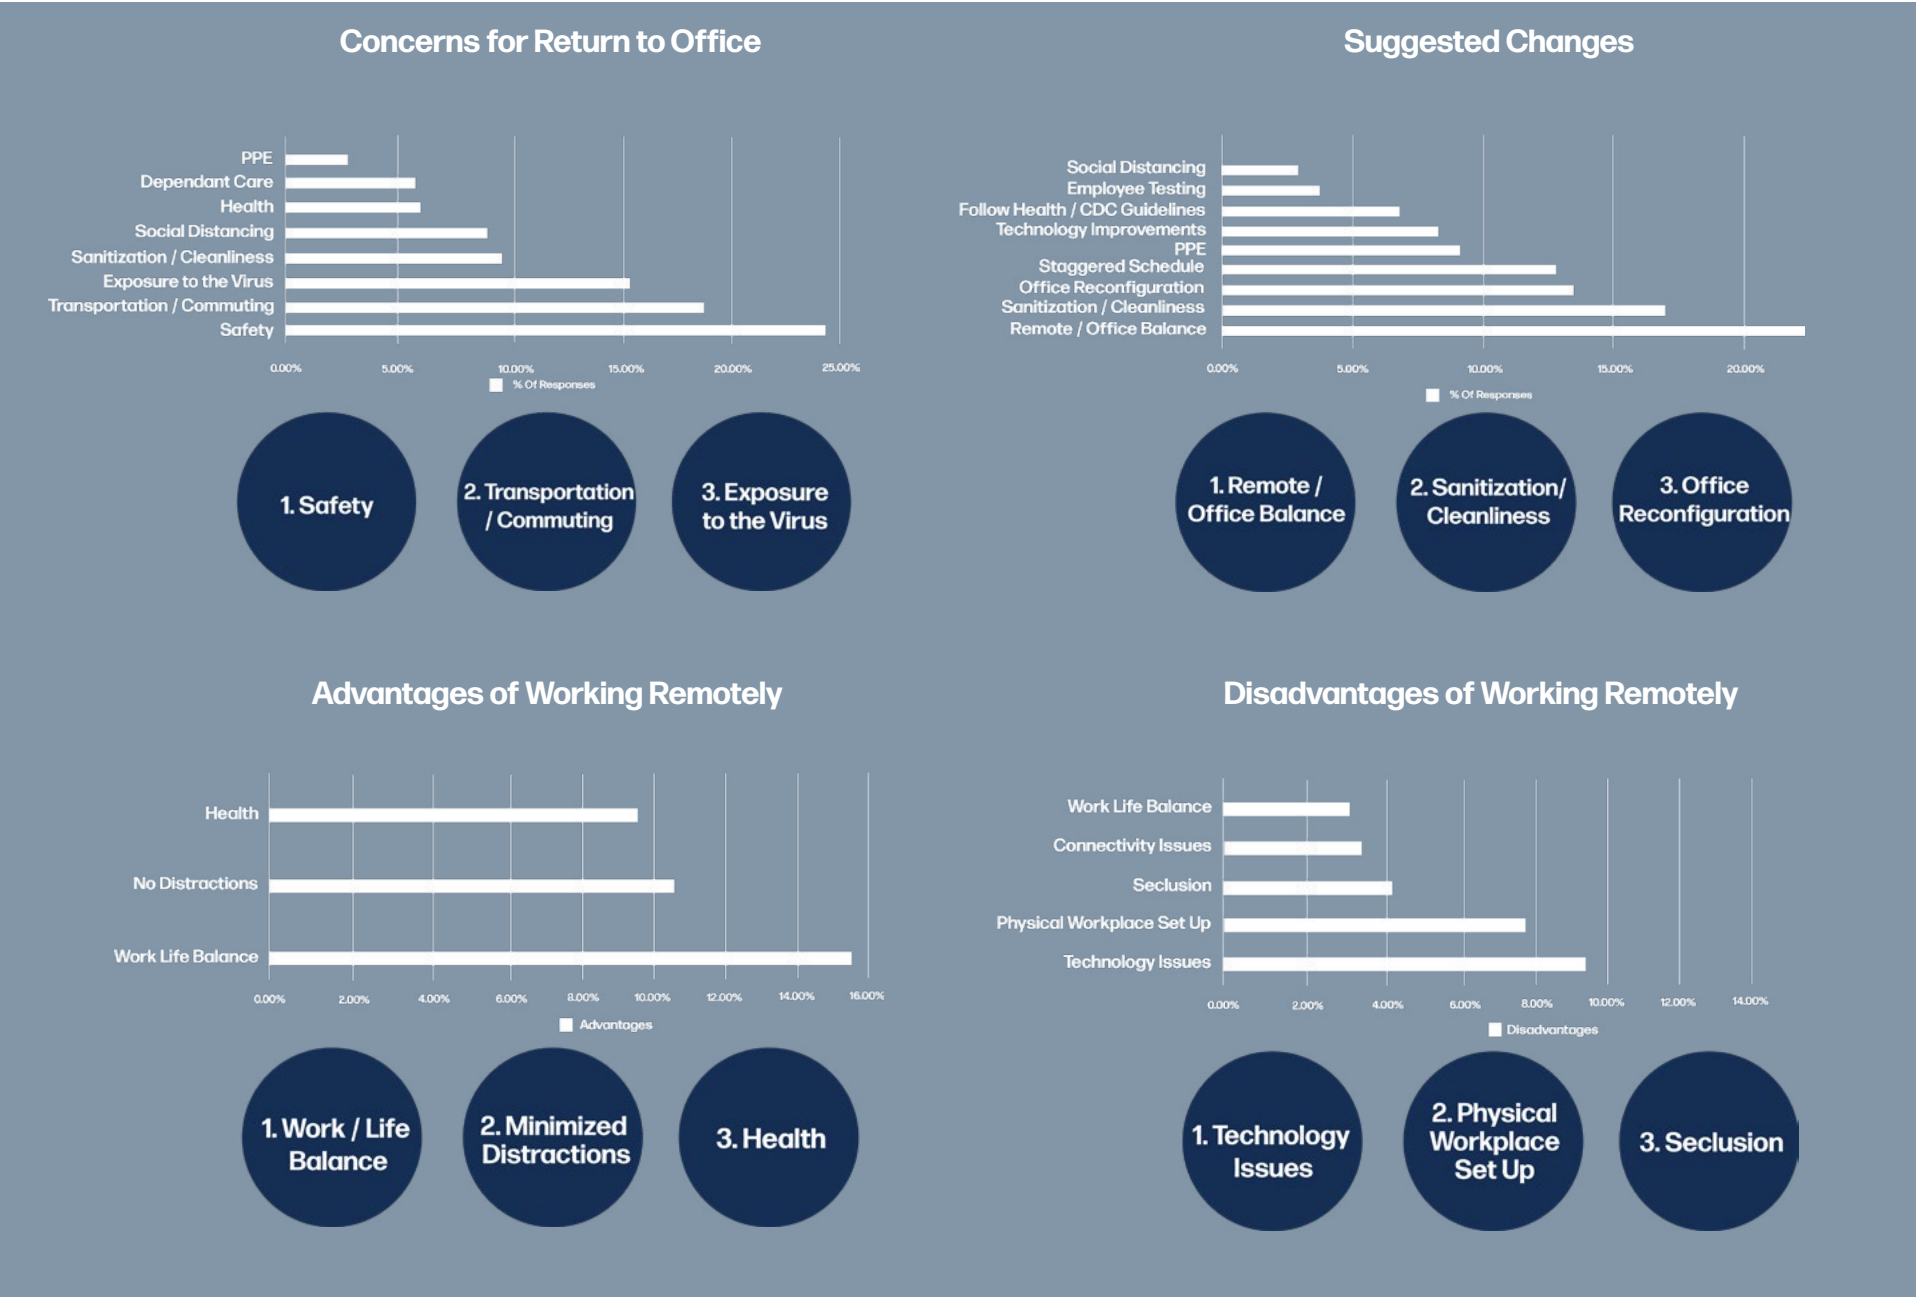 Concerns for Return to Office
PPE
Dependant Care
Health
Social Distancing
Sanitization / Cleanliness
Exposure to the Virus
Transportation / Commuting
Safety
0.00% 5.00% 10.00% 15.00% 20.00% 25.00%
% Of Responses
1. Safety
2. Transportation
/ Commuting
3. Exposure
to the Virus
Suggested Changes
Social Distancing
Employee Testing
Follow Health / CDC Guidelines
Technology Improvements
PPE
Staggered Schedule
Office Reconfiguration
Sanitization / Cleanliness
Remote / Office Balance
0.00% 5.00% 10.00% 15.00% 20.00%
% Of Responses
1. Remote /
Office Balance
2. Sanitization/
Cleanliness
3. Office
Reconfiguration
Advantages of Working Remotely
Health
No Distractions
Work Life Balance
0.00% 2.00% 4.00% 6.00% 8.00% 10.00% 12.00% 14.00% 16.00%
Advantages
1. Work / Life
Balance
2. Minimized
Distractions
3. Health
Disadvantages of Working Remotely
Work Life Balance
Connectivity Issues
Seclusion
Physical Workplace Set Up
Technology Issues
0.00% 2.00% 4.00% 6.00% 8.00% 10.00% 12.00% 14.00%
Disadvantages
1. Technology
Issues
2. Physical
Workplace
Set Up
3. Seclusion